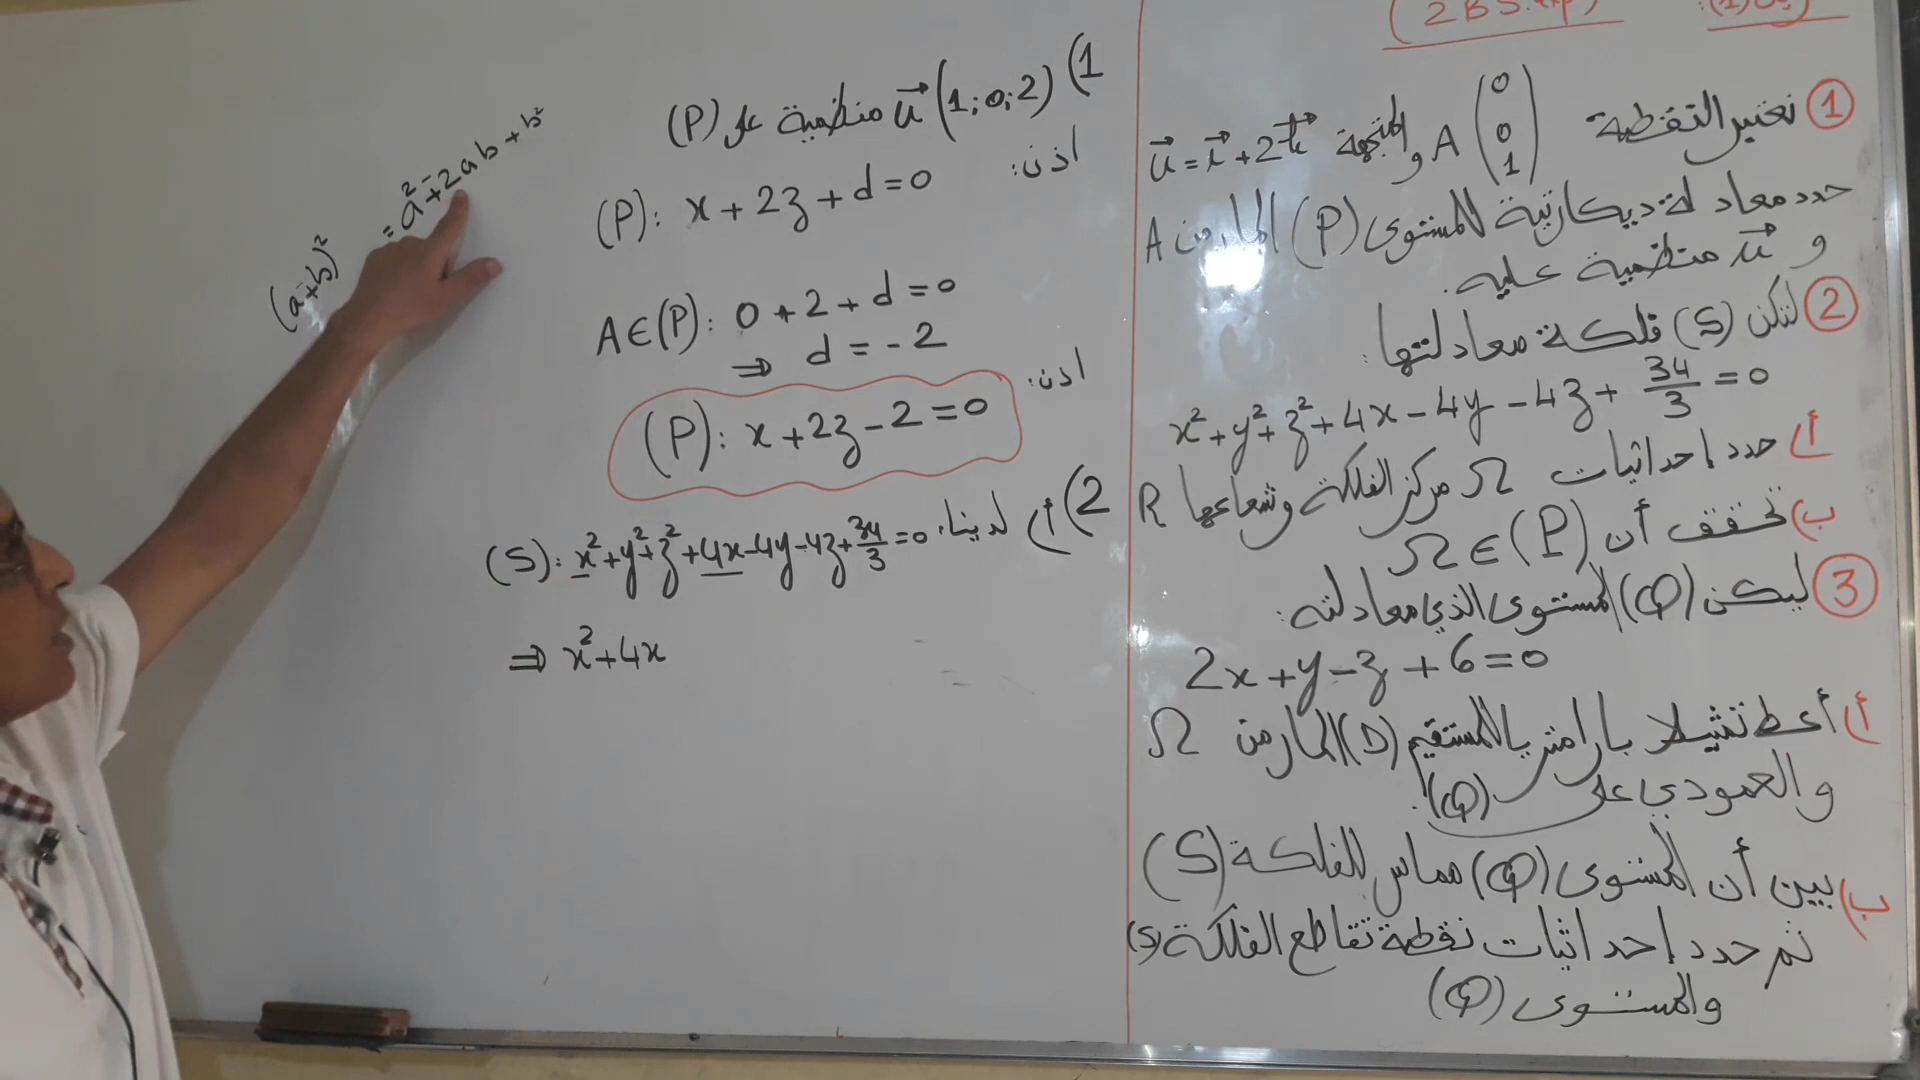 (2BS.exp)
① نعتبر النقطة A (0 0 1) و المتجهة u⃗ = i⃗ + 2k⃗
حدد معادلة ديكارتية للمستوى (P) المار من A
و u⃗ منظمية عليه.
② لتكن (S) فلكة معادلتها:
x² + y² + z² + 4x - 4y - 4z + 34/3 = 0
أ) حدد إحداثيات Ω مركز الفلكة وشعاعها R
ب) تحقق أن Ω∈(P)
③ ليكن (Q) المستوى الذي معادلته:
2x + y - z + 6 = 0
أ) أعط تمثيلا بارامتريا للمستقيم (D) المار من Ω
والعمودي على (Q).
ب) بين أن المستوى (Q) مماس للفلكة (S)
ثم حدد إحداثيات نقطة تقاطع الفلكة (S)
والمستوى (Q)
1) u⃗ (1; 0; 2) منظمية على (P)
اذن:
(P): x + 2z + d = 0
A∈(P): 0 + 2 + d = 0
⇒ d = -2
اذن:
(P): x + 2z - 2 = 0
2) أ) لدينا:
(S): x² + y² + z² + 4x - 4y - 4z + 34/3 = 0
⇒ x² + 4x
(a ∓ b)² = a² ∓ 2ab + b²